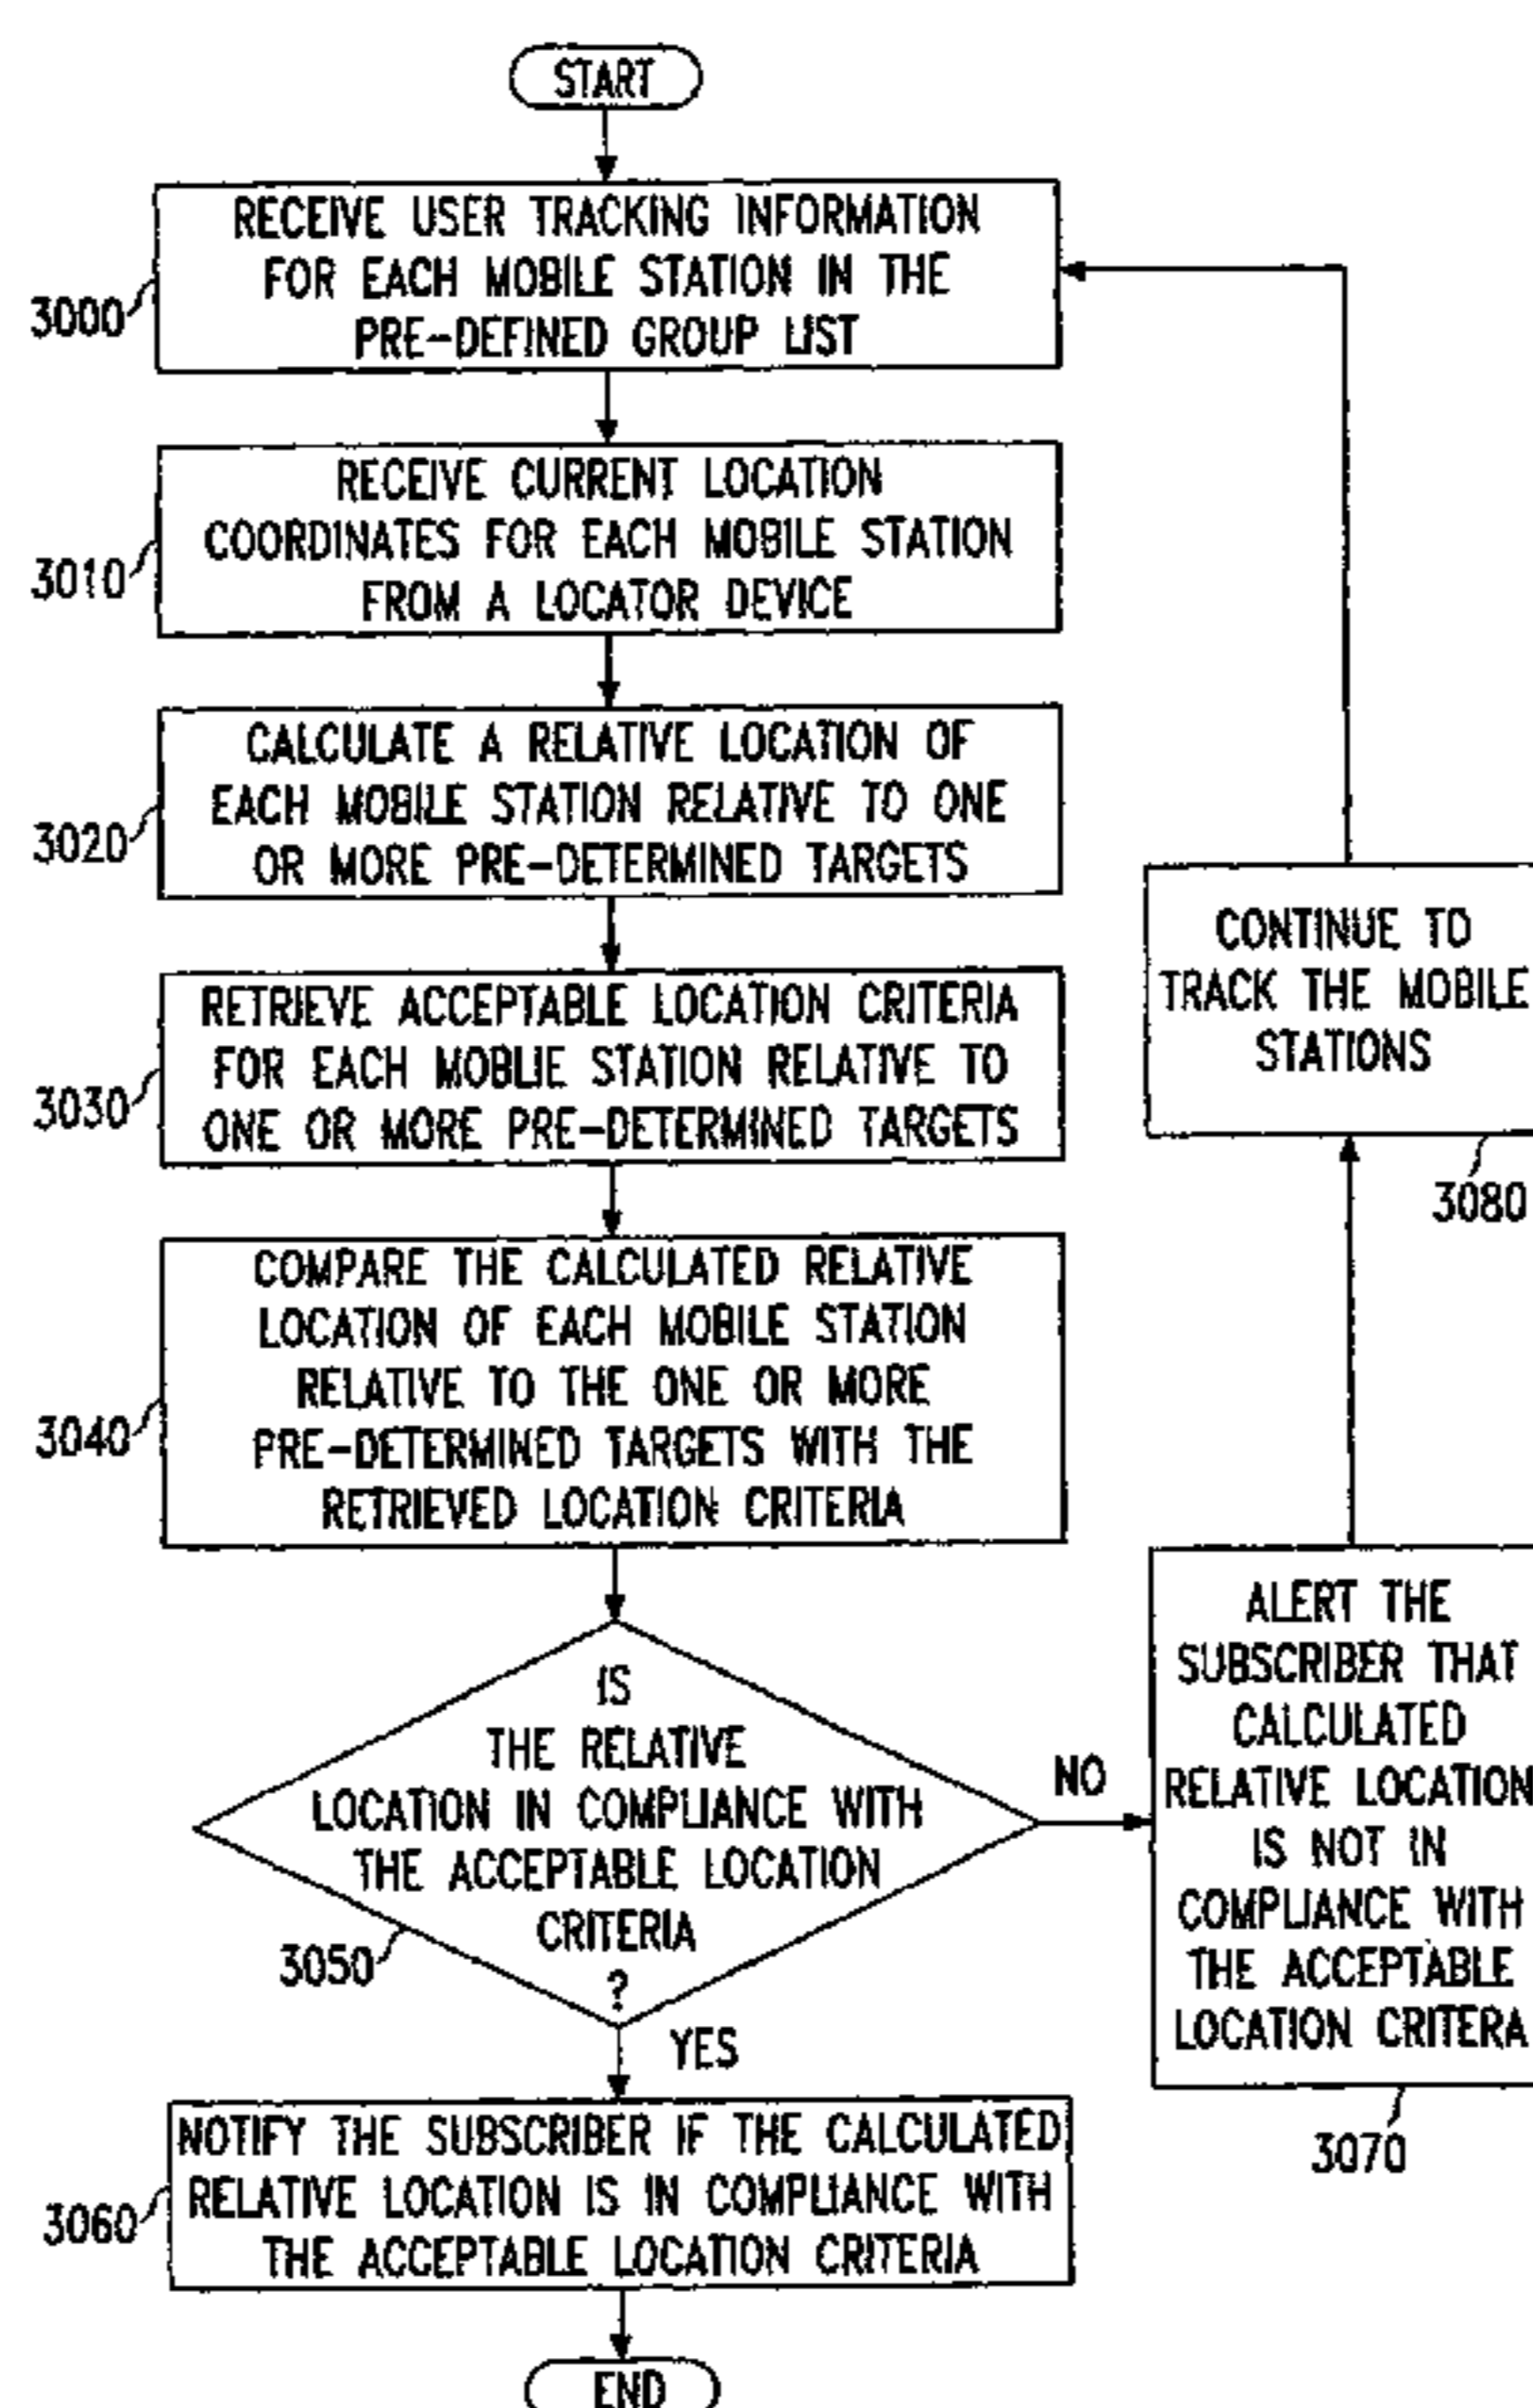 START
RECEIVE USER TRACKING INFORMATION
FOR EACH MOBILE STATION IN THE
PRE-DEFINED GROUP LIST
3000
RECEIVE CURRENT LOCATION
COORDINATES FOR EACH MOBILE STATION
FROM A LOCATOR DEVICE
3010
CALCULATE A RELATIVE LOCATION OF
EACH MOBILE STATION RELATIVE TO ONE
OR MORE PRE-DETERMINED TARGETS
3020
RETRIEVE ACCEPTABLE LOCATION CRITERIA
FOR EACH MOBLIE STATION RELATIVE TO
ONE OR MORE PRE-DETERMINED TARGETS
3030
COMPARE THE CALCULATED RELATIVE
LOCATION OF EACH MOBILE STATION
RELATIVE TO THE ONE OR MORE
PRE-DETERMINED TARGETS WITH THE
RETRIEVED LOCATION CRITERIA
3040
IS
THE RELATIVE
LOCATION IN COMPLIANCE WITH
THE ACCEPTABLE LOCATION
CRITERIA
?
3050
YES
NO
NOTIFY THE SUBSCRIBER IF THE CALCULATED
RELATIVE LOCATION IS IN COMPLIANCE WITH
THE ACCEPTABLE LOCATION CRITERIA
3060
END
ALERT THE
SUBSCRIBER THAT
CALCULATED
RELATIVE LOCATION
IS NOT IN
COMPLIANCE WITH
THE ACCEPTABLE
LOCATION CRITERA
3070
CONTINUE TO
TRACK THE MOBILE
STATIONS
3080